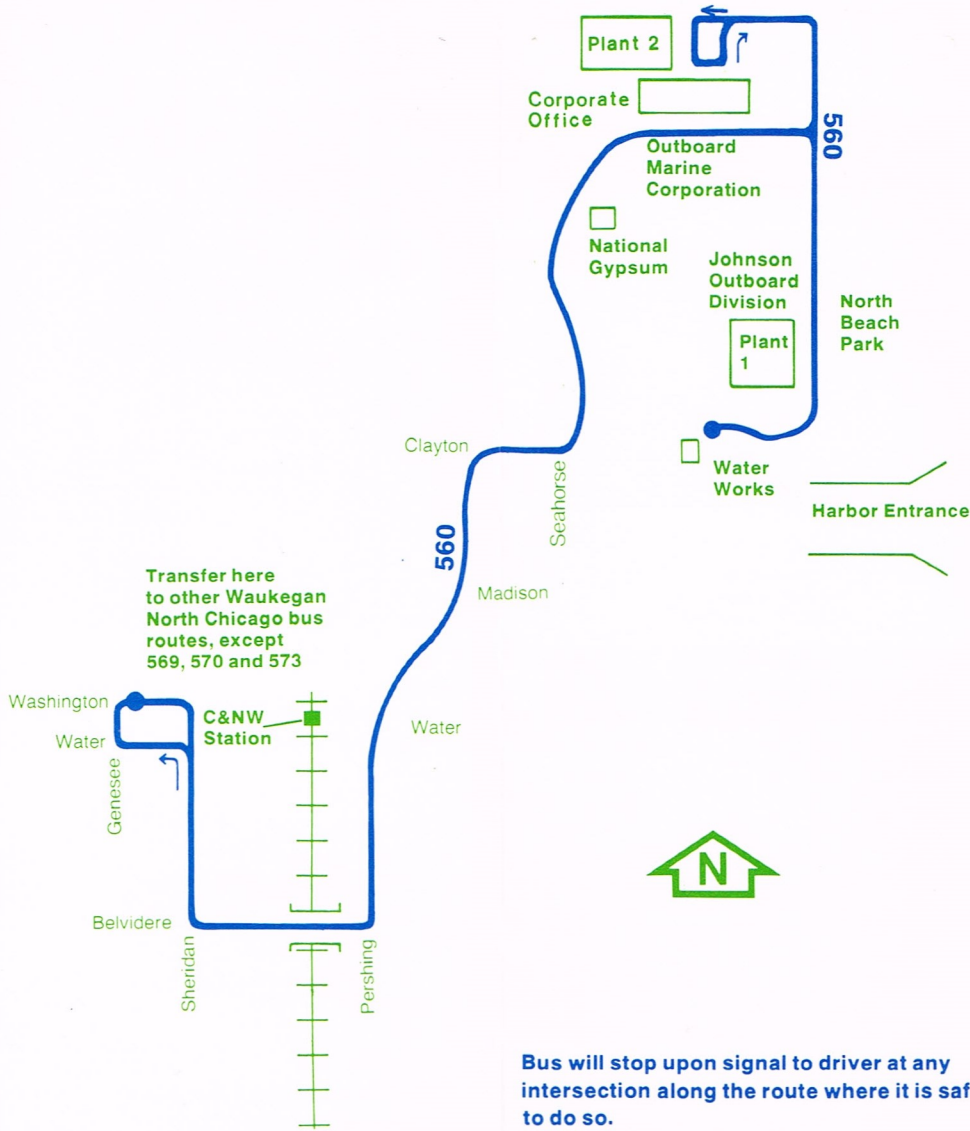 Plant 2
Corporate
Office
560
Outboard
Marine
Corporation
National
Gypsum
Johnson
Outboard
Division
North
Beach
Park
Plant
1
Clayton
Seahorse
Water
Works
Harbor Entrance
560
Transfer here
to other Waukegan
North Chicago bus
routes, except
569, 570 and 573
Madison
Washington
C&NW
Station
Water
Water
Genesee
N
Belvidere
Sheridan
Pershing
Bus will stop upon signal to driver at any
intersection along the route where it is saf
to do so.